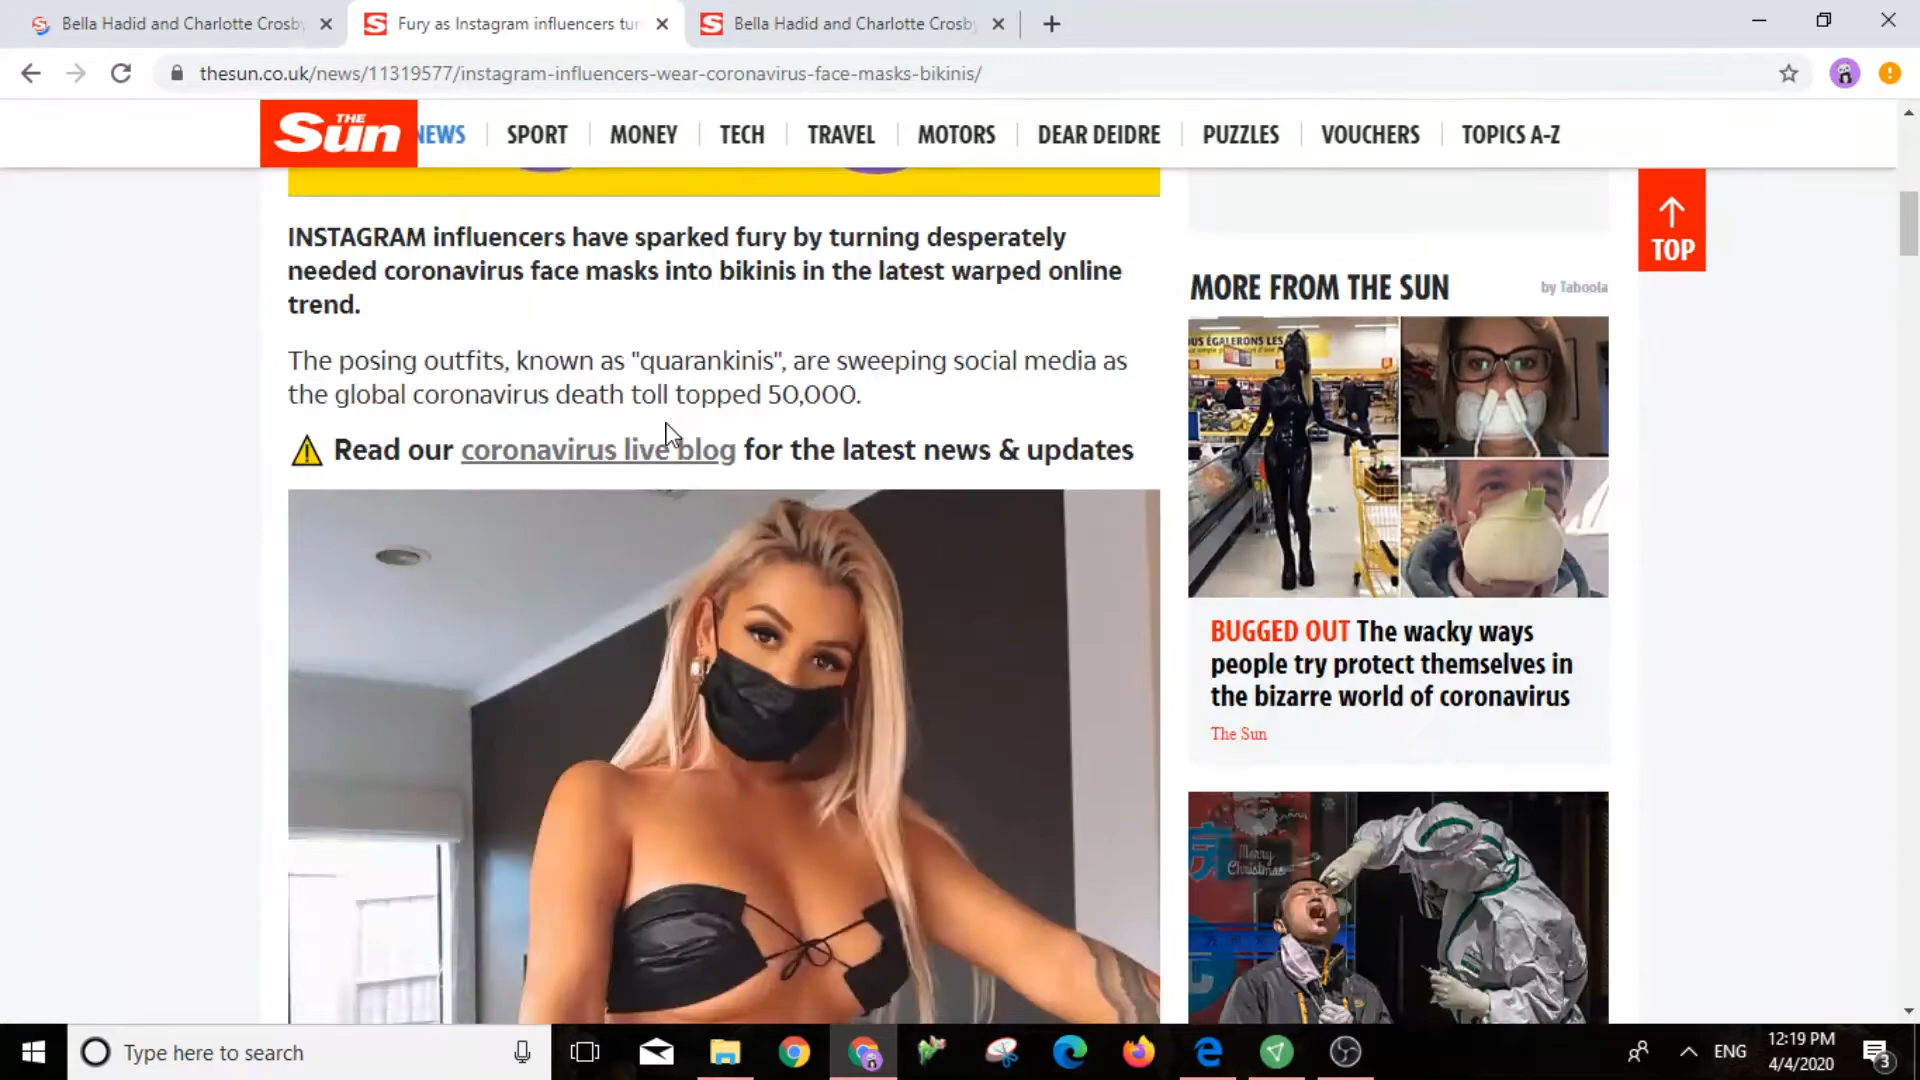 Bella Hadid and Charlotte Crosby
Fury as Instagram influencers tur
Bella Hadid and Charlotte Crosby
thesun.co.uk/news/11319577/instagram-influencers-wear-coronavirus-face-masks-bikinis/
THE Sun
NEWS SPORT MONEY TECH TRAVEL MOTORS DEAR DEIDRE PUZZLES VOUCHERS TOPICS A-Z
INSTAGRAM influencers have sparked fury by turning desperately
needed coronavirus face masks into bikinis in the latest warped online
trend.
The posing outfits, known as "quarankinis", are sweeping social media as
the global coronavirus death toll topped 50,000.
Read our coronavirus live blog for the latest news & updates
TOP
MORE FROM THE SUN
by Taboola
US ÉGALERONS LES
BUGGED OUT The wacky ways
people try protect themselves in
the bizarre world of coronavirus
The Sun
Merry
Christmas
Type here to search
ENG
12:19 PM
4/4/2020
3